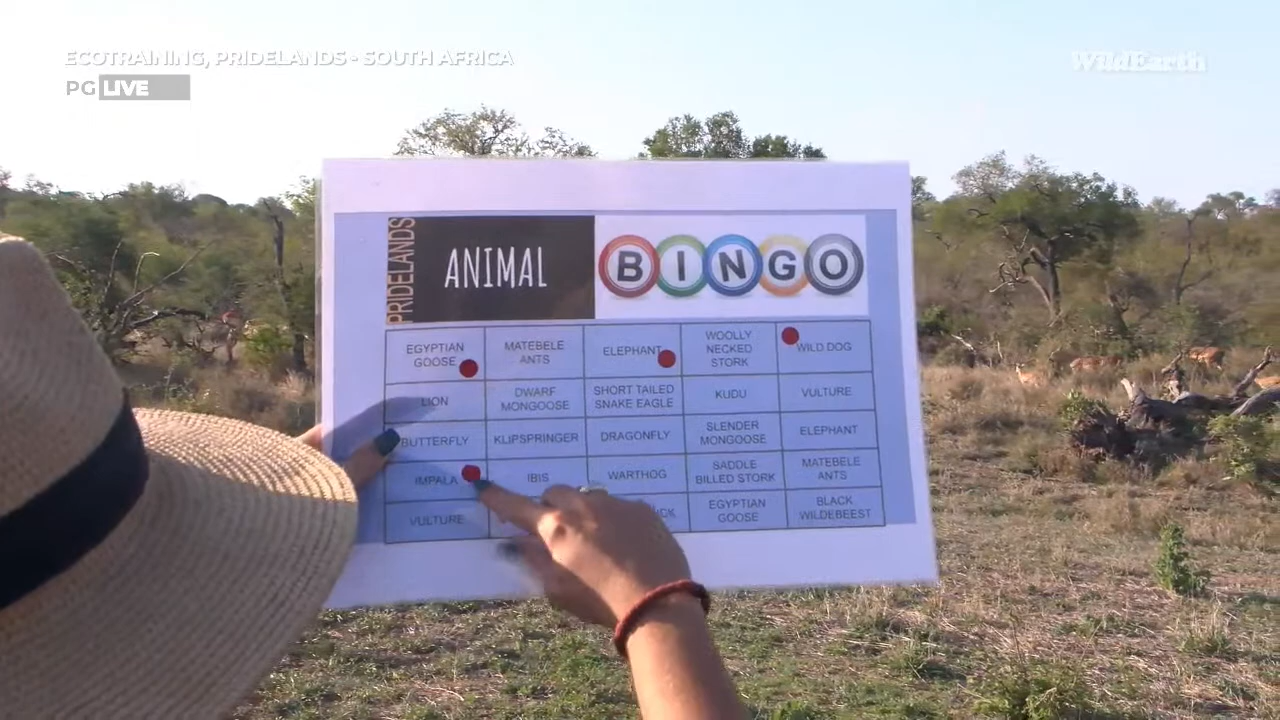 ECOTRAINING, PRIDELANDS - SOUTH AFRICA
PG LIVE
WildEarth
PRIDELANDS
ANIMAL
BINGO
EGYPTIAN
GOOSE
MATEBELE
ANTS
ELEPHANT
WOOLLY
NECKED
STORK
WILD DOG
LION
DWARF
MONGOOSE
SHORT TAILED
SNAKE EAGLE
KUDU
VULTURE
BUTTERFLY
KLIPSPRINGER
DRAGONFLY
SLENDER
MONGOOSE
ELEPHANT
IMPALA
IBIS
WARTHOG
SADDLE
BILLED STORK
MATEBELE
ANTS
VULTURE
EGYPTIAN
GOOSE
BLACK
WILDEBEEST